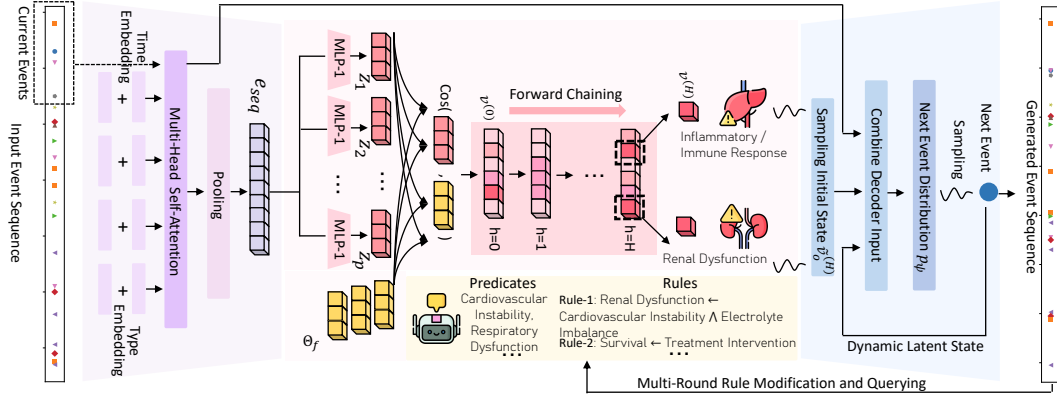 Current Events
Input Event Sequence
Time
Embedding
+
+
+
+
Type
Embedding
Multi-Head Self-Attention
Pooling
e_seq
MLP-1
Z_1
MLP-1
Z_2
...
...
MLP-1
Z_p
Θ_f
Cos(
,
)
v^(0)
Forward Chaining
...
h=0
h=1
h=H
v^(H)
Inflammatory /
Immune Response
Renal Dysfunction
Predicates
Cardiovascular
Instability,
Respiratory
Dysfunction
...
Rules
Rule-1: Renal Dysfunction ←
Cardiovascular Instability Λ Electrolyte
Imbalance
Rule-2: Survival ← Treatment Intervention
...
Sampling Initial State ṽ_o^(H)
Combine Decoder
Input
Next Event Distribution p_ψ
Sampling
Next Event
Generated Event Sequence
Dynamic Latent State
Multi-Round Rule Modification and Querying